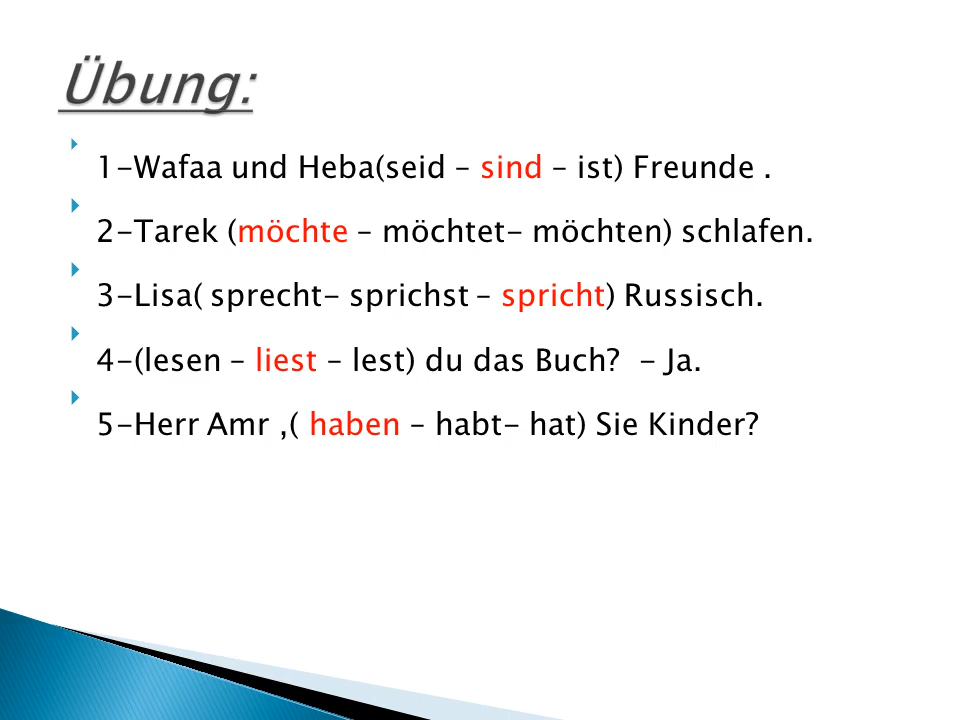 Übung:
1-Wafaa und Heba(seid – sind – ist) Freunde .
2-Tarek (möchte – möchtet- möchten) schlafen.
3-Lisa( sprecht- sprichst – spricht) Russisch.
4-(lesen – liest – lest) du das Buch?  - Ja.
5-Herr Amr ,( haben – habt- hat) Sie Kinder?